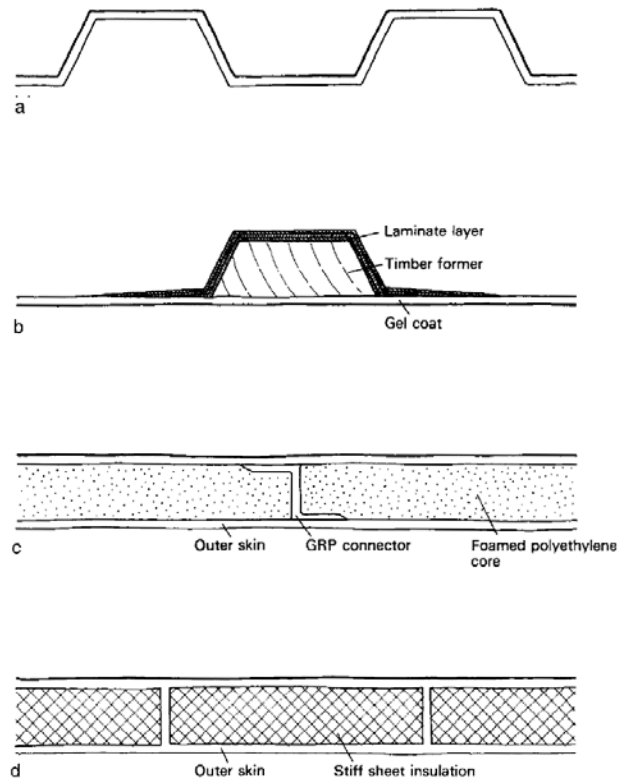 a
Laminate layer
Timber former
Gel coat
b
Outer skin
GRP connector
Foamed polyethylene
core
c
Outer skin
Stiff sheet insulation
d